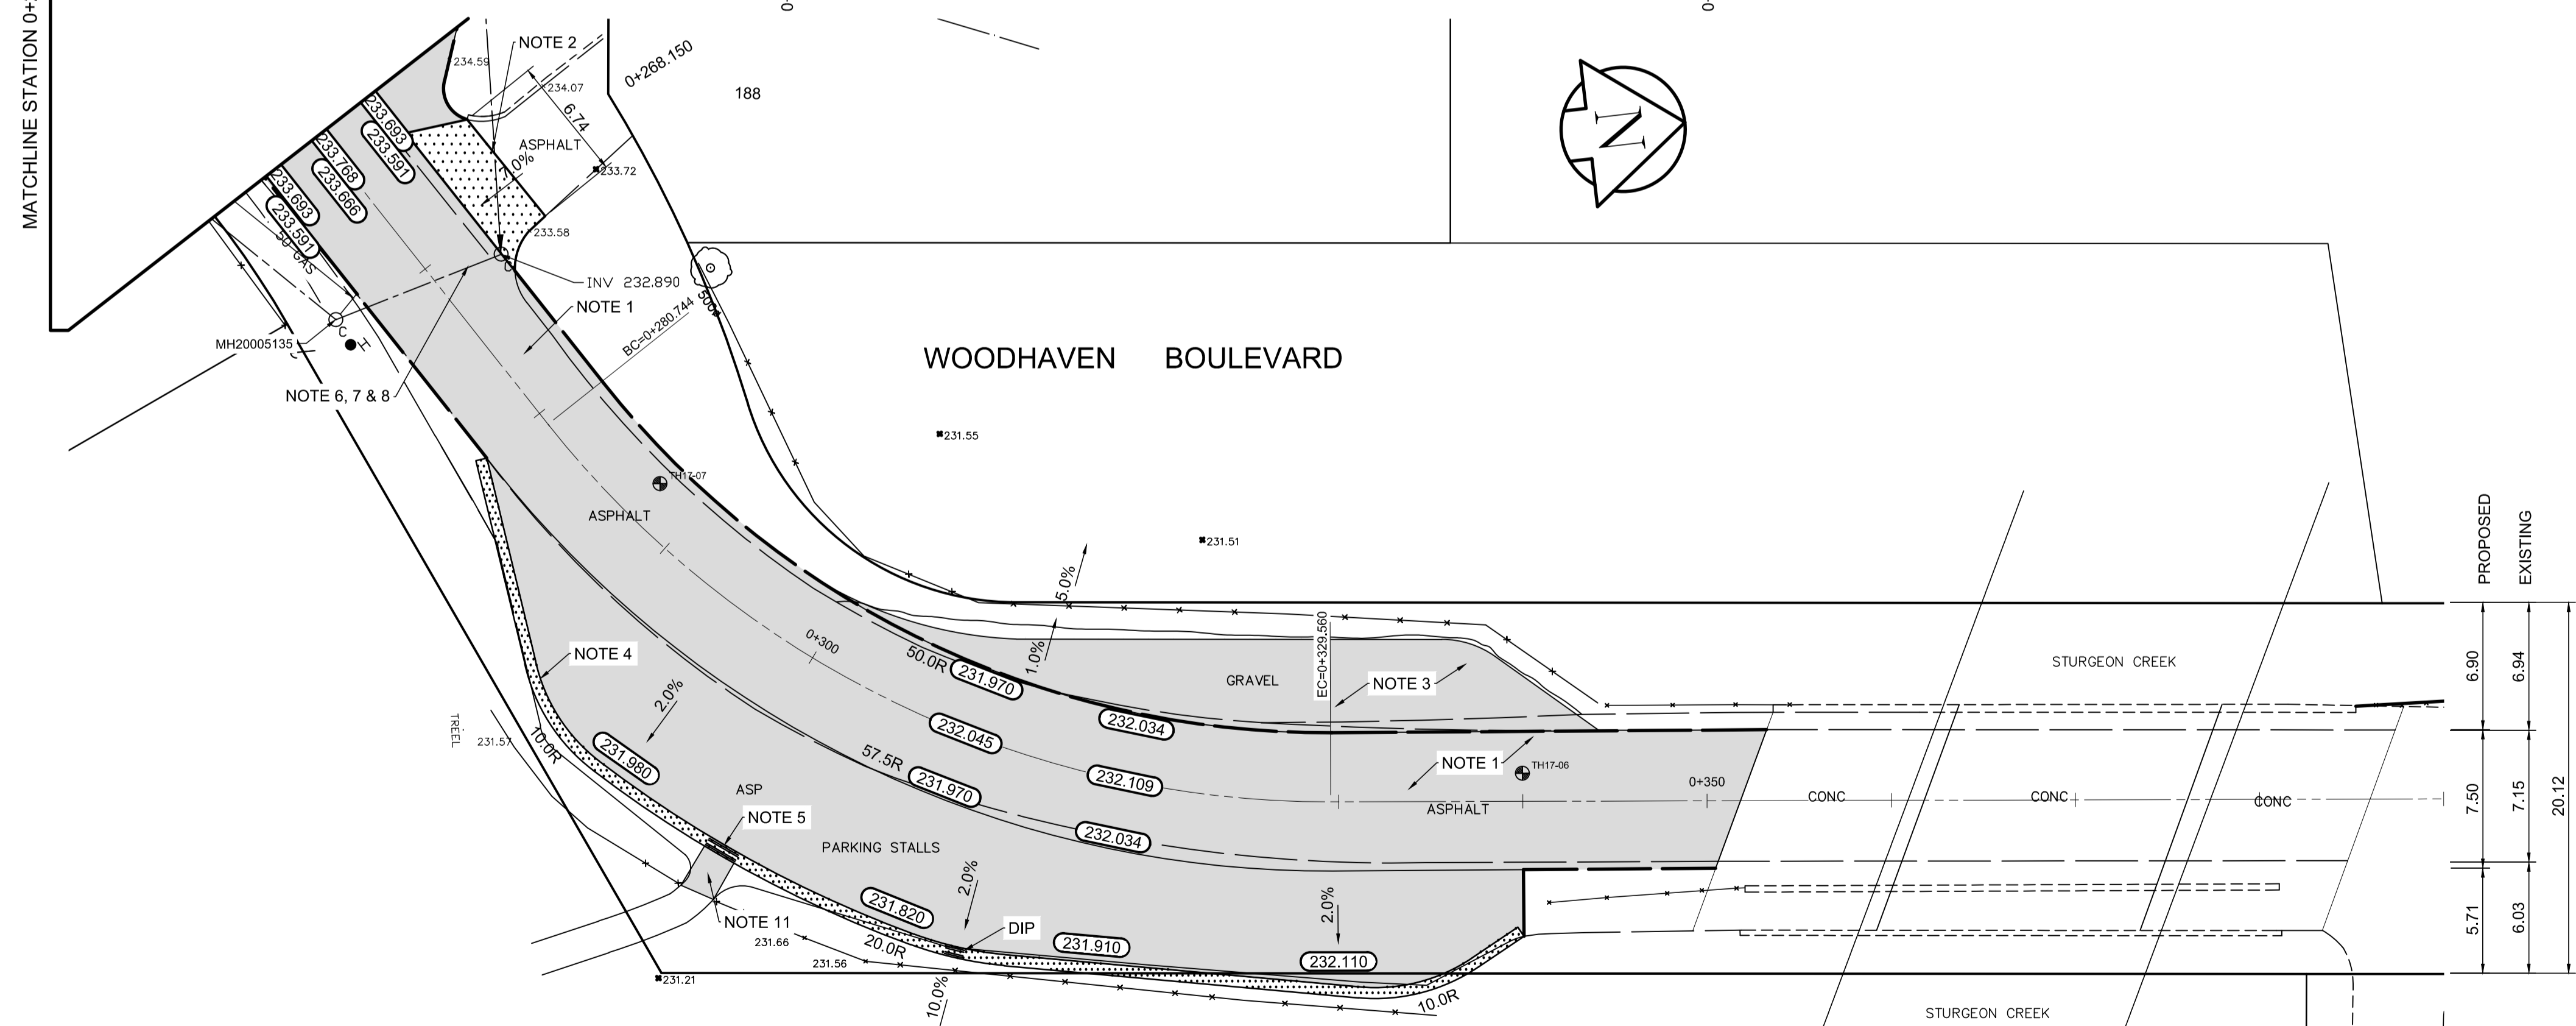 MATCHLINE STATION 0+2
NOTE 2
234.59
234.07
6.74
0+268.150
188
ASPHALT
233.72
233.58
N
233.693
233.591
233.768
233.666
233.693
233.591
50 GAS
INV 232.890
NOTE 1
BC=0+280.744
500
C
H
MH20005135
NOTE 6, 7 & 8
WOODHAVEN BOULEVARD
231.55
231.51
TH17-07
ASPHALT
5.0%
1.0%
PROPOSED
EXISTING
NOTE 4
2.0%
0+300
50.0R
231.970
GRAVEL
EC=0+329.560
NOTE 3
STURGEON CREEK
6.90
6.94
TREEL
231.57
10.0R
231.980
232.045
232.034
57.5R
231.970
232.109
NOTE 1
TH17-06
0+350
ASPHALT
CONC
CONC
CONC
7.50
7.15
20.12
ASP
NOTE 5
PARKING STALLS
232.034
2.0%
2.0%
NOTE 11
231.820
DIP
231.910
232.110
5.71
6.03
231.66
20.0R
231.56
231.21
10.0%
10.0R
STURGEON CREEK